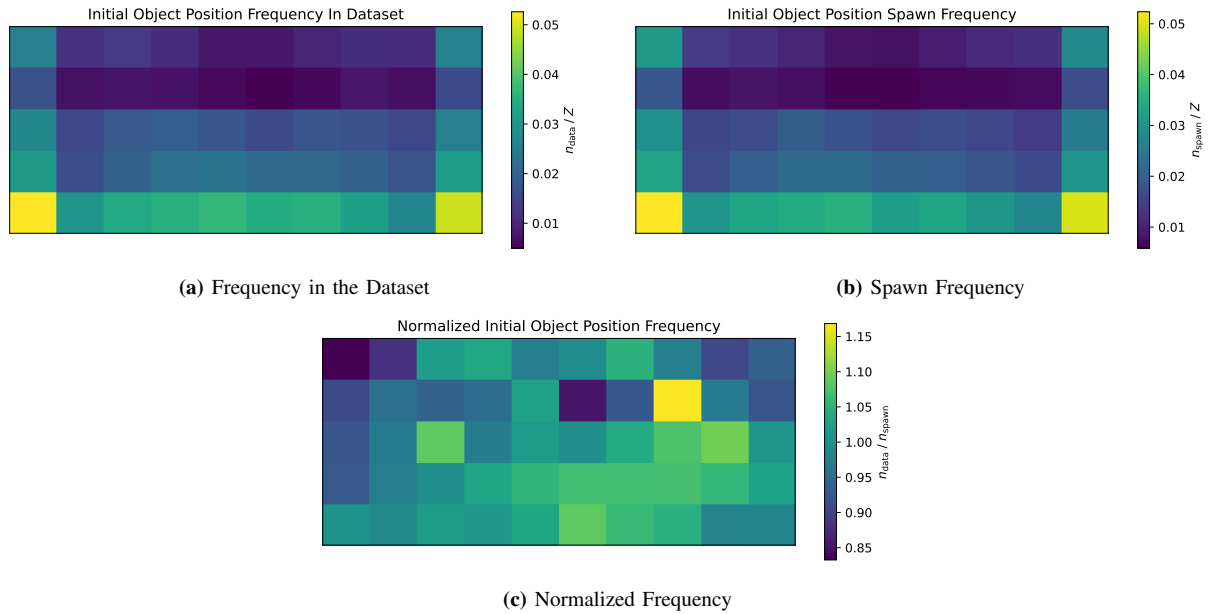 Initial Object Position Frequency In Dataset
0.05
0.04
0.03
0.02
0.01
n_data / Z
(a) Frequency in the Dataset
Initial Object Position Spawn Frequency
0.05
0.04
0.03
0.02
0.01
n_spawn / Z
(b) Spawn Frequency
Normalized Initial Object Position Frequency
1.15
1.10
1.05
1.00
0.95
0.90
0.85
n_data / n_spawn
(c) Normalized Frequency